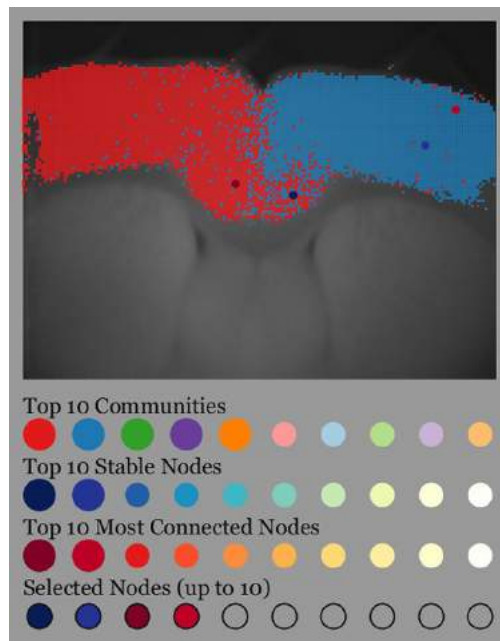 Top 10 Communities
Top 10 Stable Nodes
Top 10 Most Connected Nodes
Selected Nodes (up to 10)